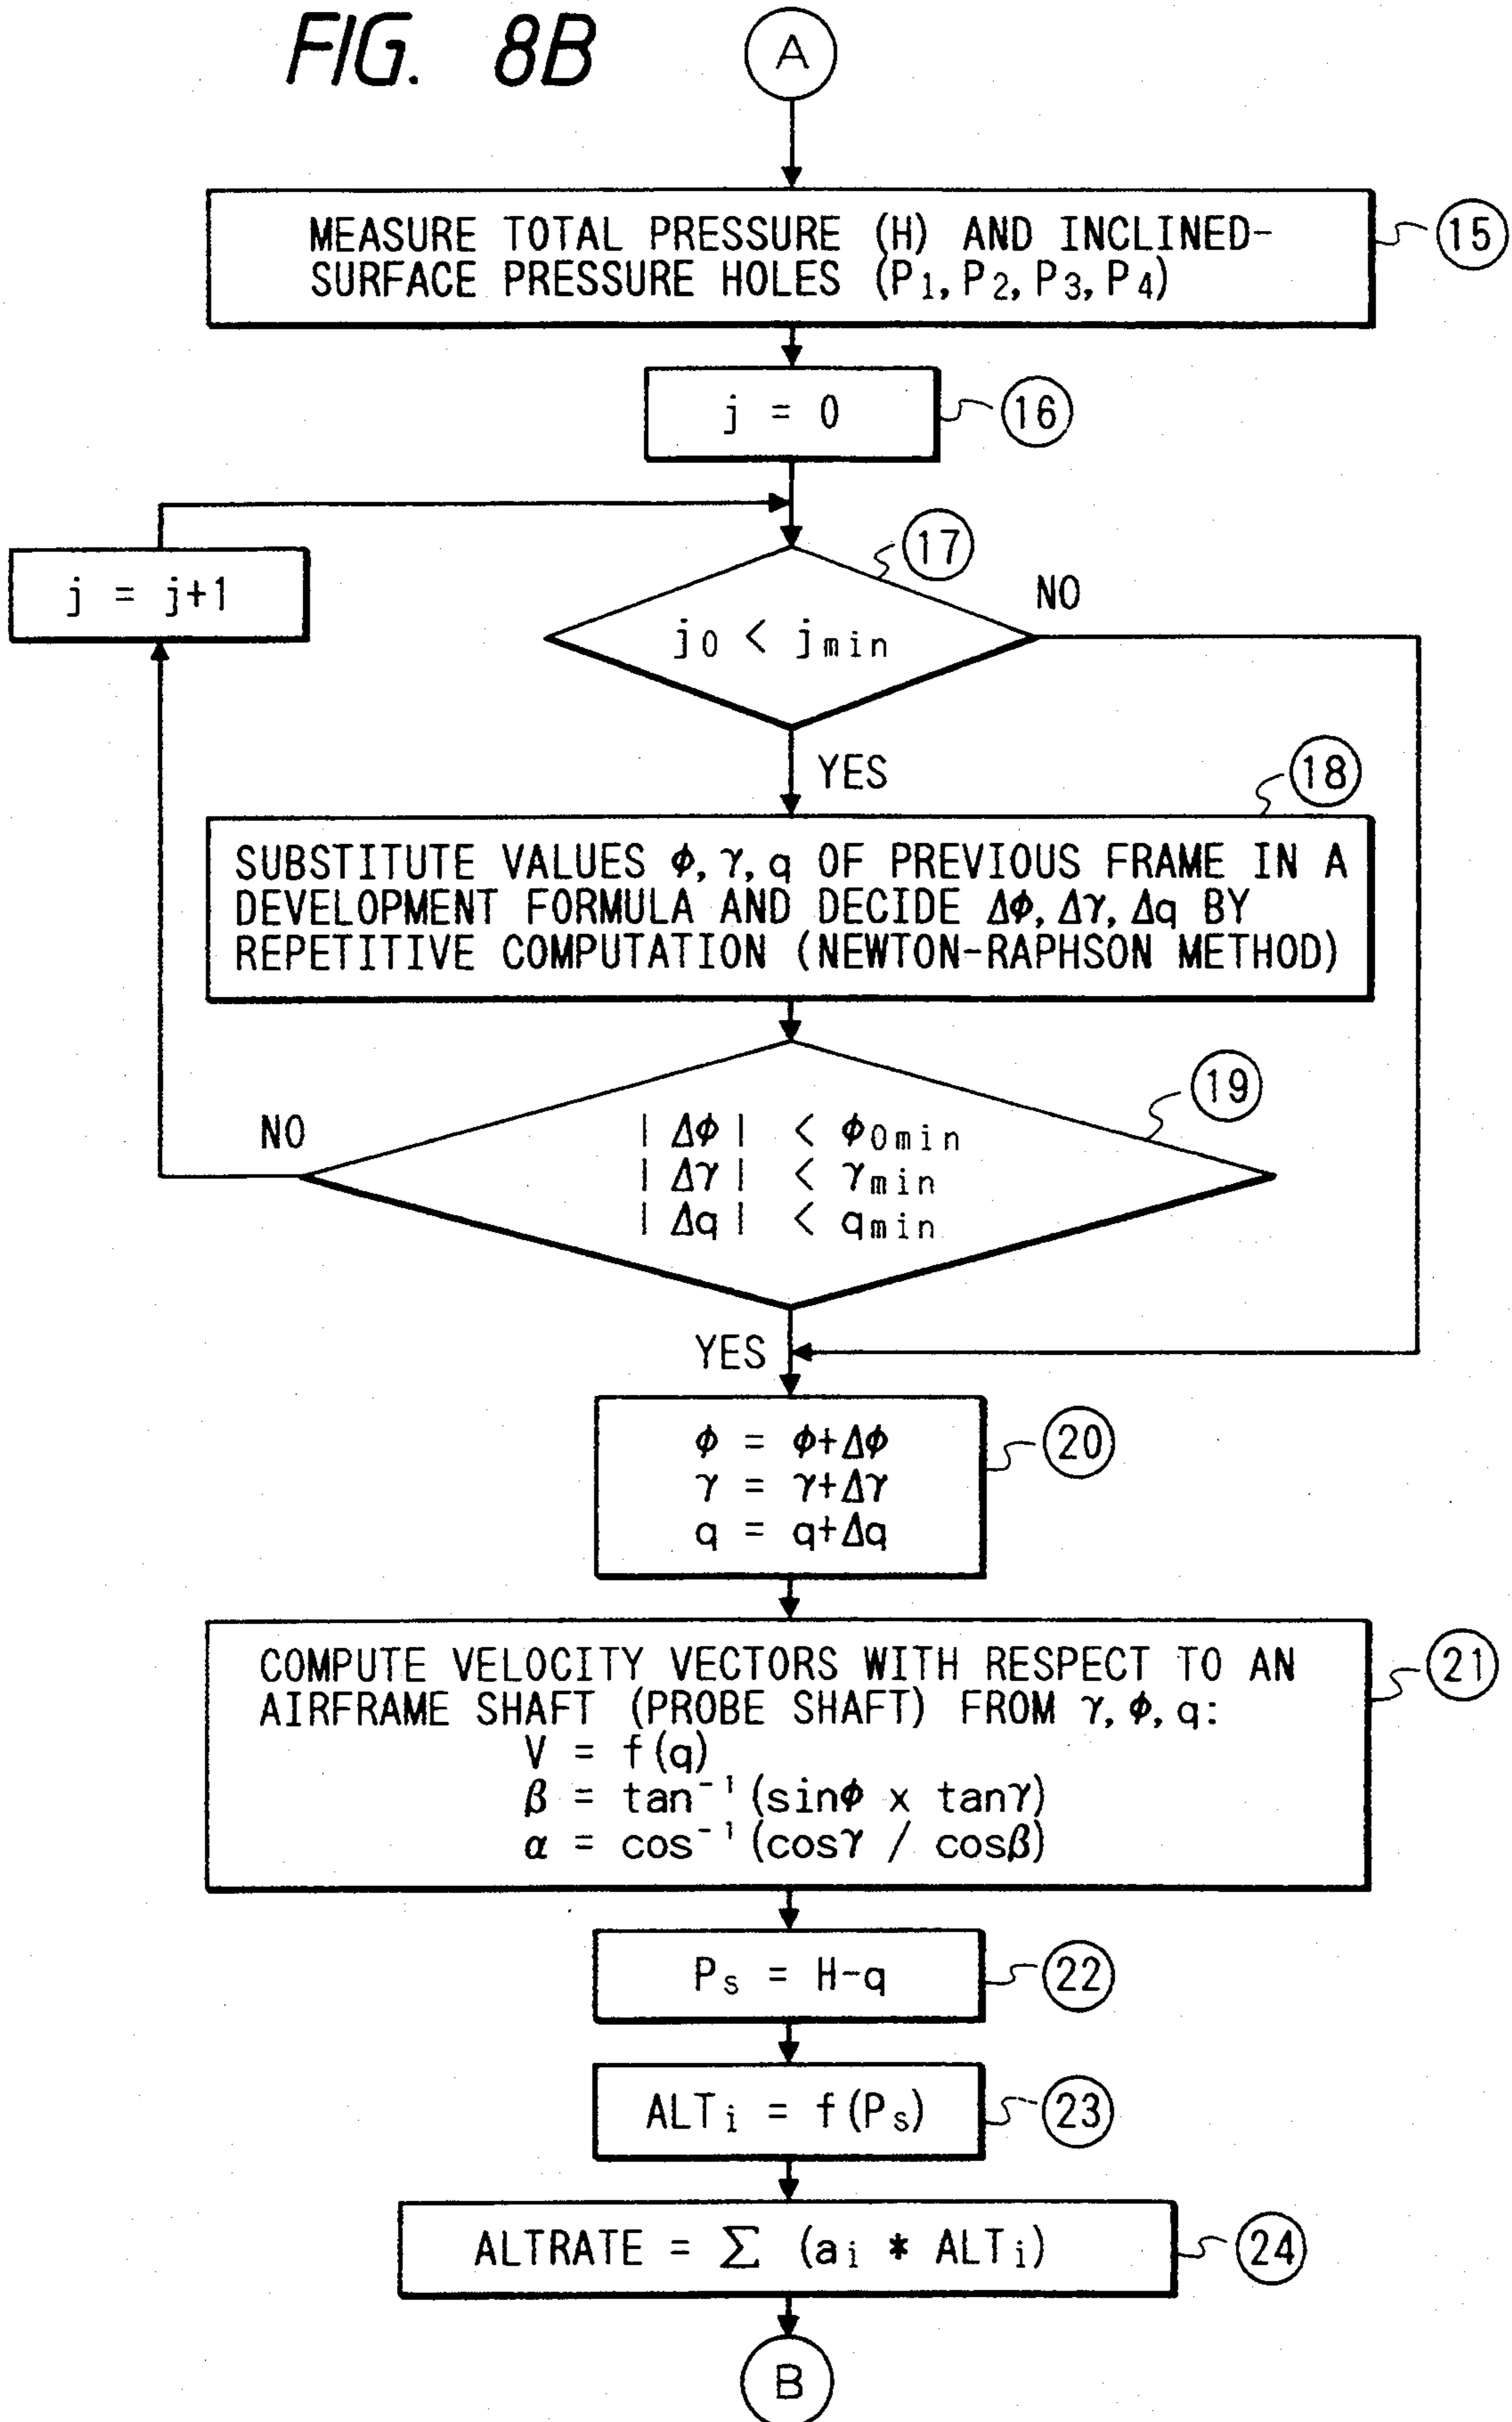 FIG. 8B
A
MEASURE TOTAL PRESSURE (H) AND INCLINED-
SURFACE PRESSURE HOLES (P1, P2, P3, P4)
15
j = 0
16
j = j+1
17
NO
j0 < jmin
YES
18
SUBSTITUTE VALUES ϕ, γ, q OF PREVIOUS FRAME IN A
DEVELOPMENT FORMULA AND DECIDE Δϕ, Δγ, Δq BY
REPETITIVE COMPUTATION (NEWTON-RAPHSON METHOD)
19
NO
| Δϕ | < ϕ0min
| Δγ | < γmin
| Δq | < qmin
YES
ϕ = ϕ+Δϕ
γ = γ+Δγ
q = q+Δq
20
COMPUTE VELOCITY VECTORS WITH RESPECT TO AN
AIRFRAME SHAFT (PROBE SHAFT) FROM γ, ϕ, q:
V = f(q)
β = tan⁻¹(sinϕ x tanγ)
α = cos⁻¹(cosγ / cosβ)
21
Ps = H-q
22
ALTi = f(Ps)
23
ALTRATE = Σ (ai * ALTi)
24
B